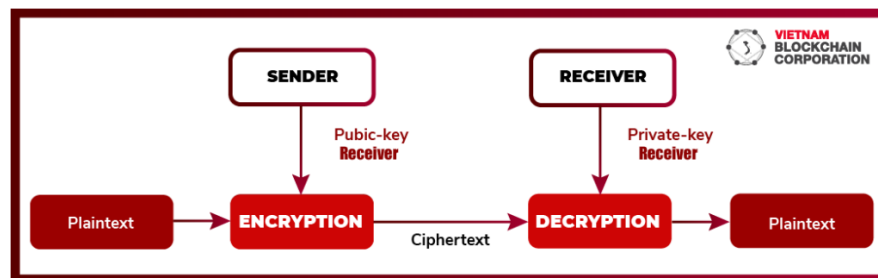 SENDER
RECEIVER
VIETNAM
BLOCKCHAIN
CORPORATION
Pubic-key
Receiver
Private-key
Receiver
Plaintext
ENCRYPTION
Ciphertext
DECRYPTION
Plaintext